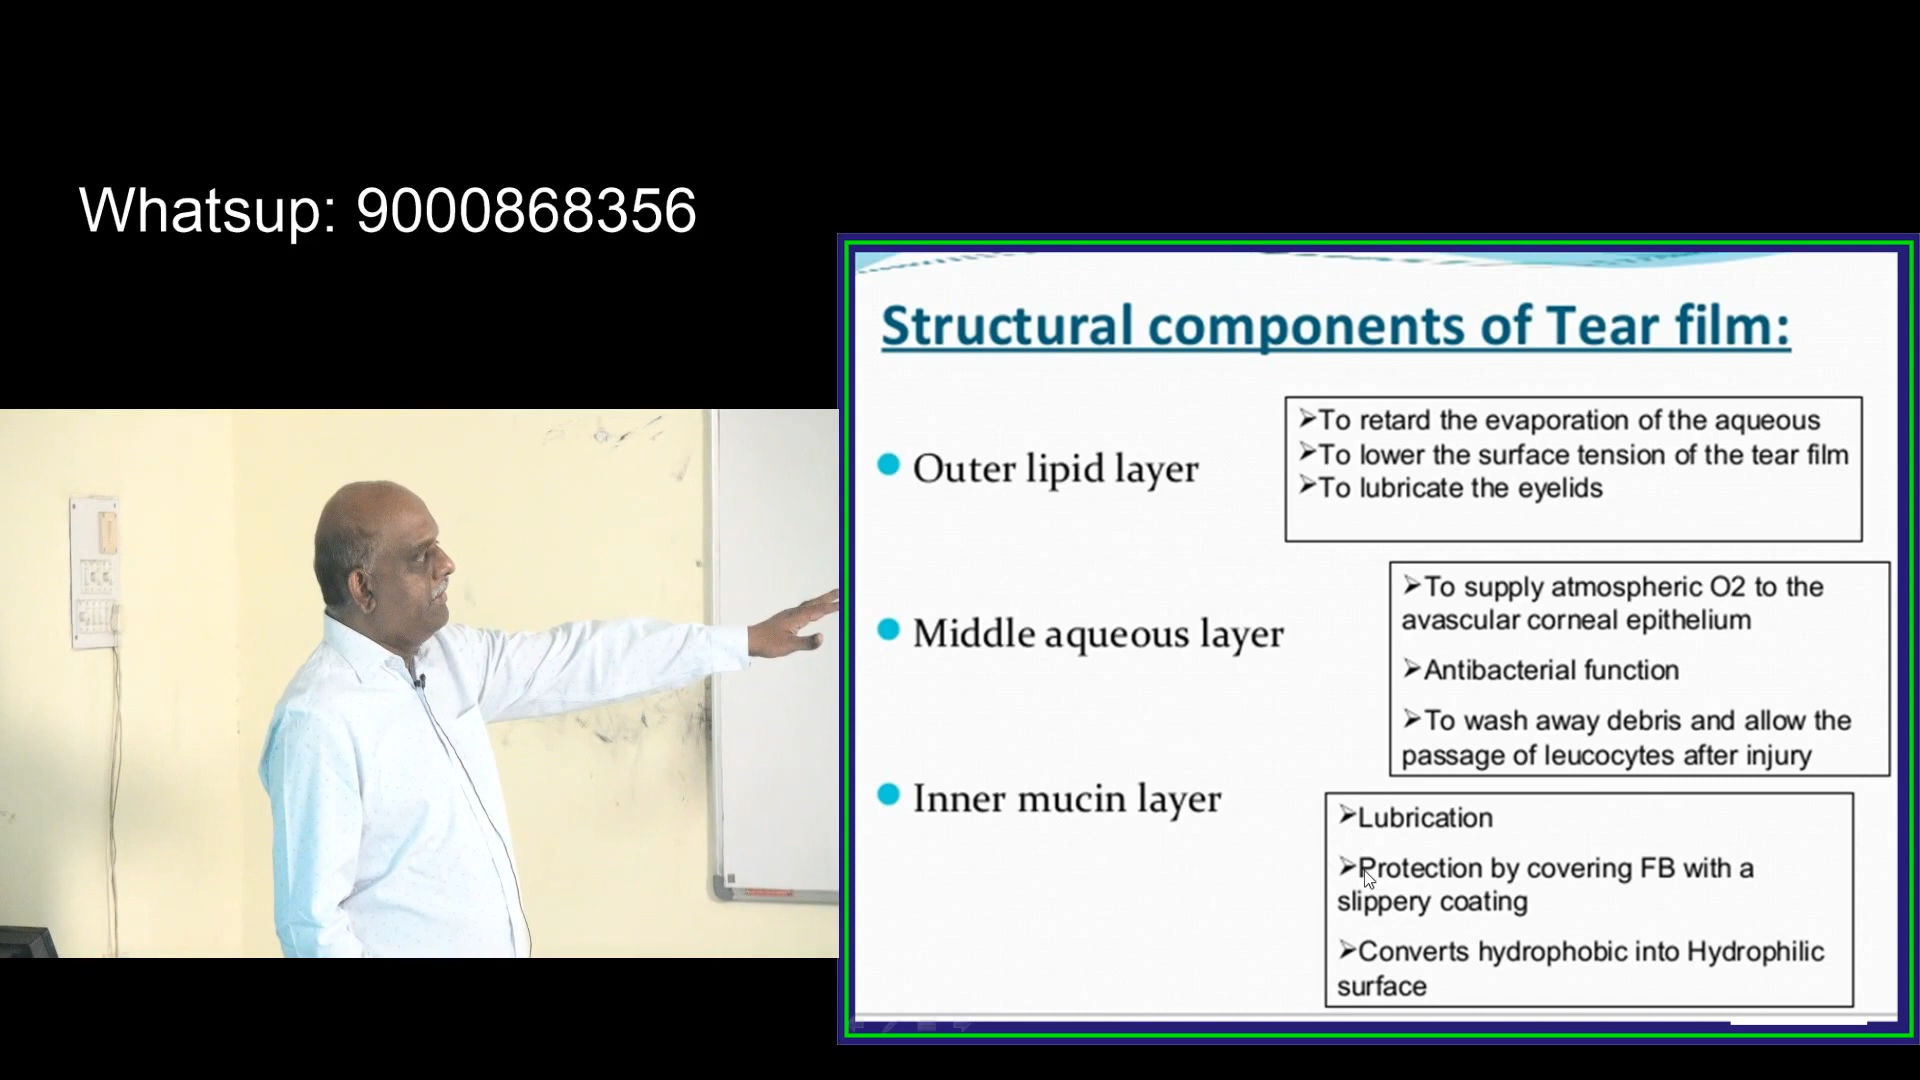 Whatsup: 9000868356
Structural components of Tear film:
Outer lipid layer
➢To retard the evaporation of the aqueous
➢To lower the surface tension of the tear film
➢To lubricate the eyelids
Middle aqueous layer
➢To supply atmospheric O2 to the
avascular corneal epithelium
➢Antibacterial function
➢To wash away debris and allow the
passage of leucocytes after injury
Inner mucin layer
➢Lubrication
➢Protection by covering FB with a
slippery coating
➢Converts hydrophobic into Hydrophilic
surface